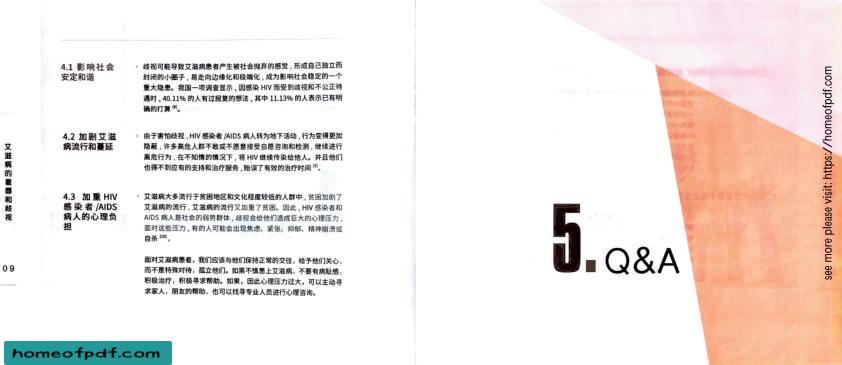 4.1 影响社会
安定和谐
• 歧视可能导致艾滋病患者产生被社会抛弃的感觉，形成自己独立而
封闭的小圈子，易走向边缘化和极端化，成为影响社会稳定的一个
重大隐患。我国一项调查显示，因感染 HIV 而受到歧视和不公正待
遇时，40.11% 的人有过报复的想法，其中 11.13% 的人表示已有明
确的打算 [8]。
4.2 加剧艾滋
病流行和蔓延
• 由于害怕歧视，HIV 感染者 /AIDS 病人转为地下活动，行为变得更加
隐蔽，许多高危人群不敢或不愿意接受自愿咨询和检测，继续进行
高危行为，在不知情的情况下，将 HIV 继续传染给他人。并且他们
也得不到应有的支持和治疗服务，贻误了有效的治疗时间 [9]。
4.3 加重 HIV
感染者 /AIDS
病人的心理负
担
• 艾滋病大多流行于贫困地区和文化程度较低的人群中，贫困加剧了
艾滋病的流行，艾滋病的流行又加重了贫困。因此，HIV 感染者和
AIDS 病人是社会的弱势群体，歧视会给他们造成巨大的心理压力，
面对这些压力，有的人可能会出现焦虑、紧张、抑郁、精神崩溃或
自杀 [10]。
面对艾滋病患者，我们应该与他们保持正常的交往，给予他们关心，
而不是特殊对待，孤立他们。如果不慎患上艾滋病，不要有病耻感，
积极治疗，积极寻求帮助。如果，因此心理压力过大，可以主动寻
求家人、朋友的帮助，也可以找寻专业人员进行心理咨询。
艾滋病的羞辱和歧视
09
5. Q&A
see more please visit: https://homeofpdf.com
homeofpdf.com